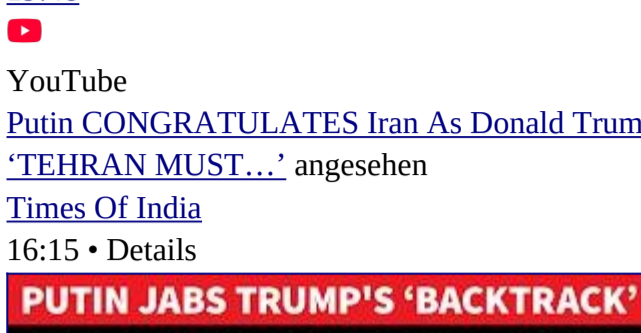 YouTube
Putin CONGRATULATES Iran As Donald Trum
‘TEHRAN MUST…’ angesehen
Times Of India
16:15 • Details
PUTIN JABS TRUMP'S ‘BACKTRACK’